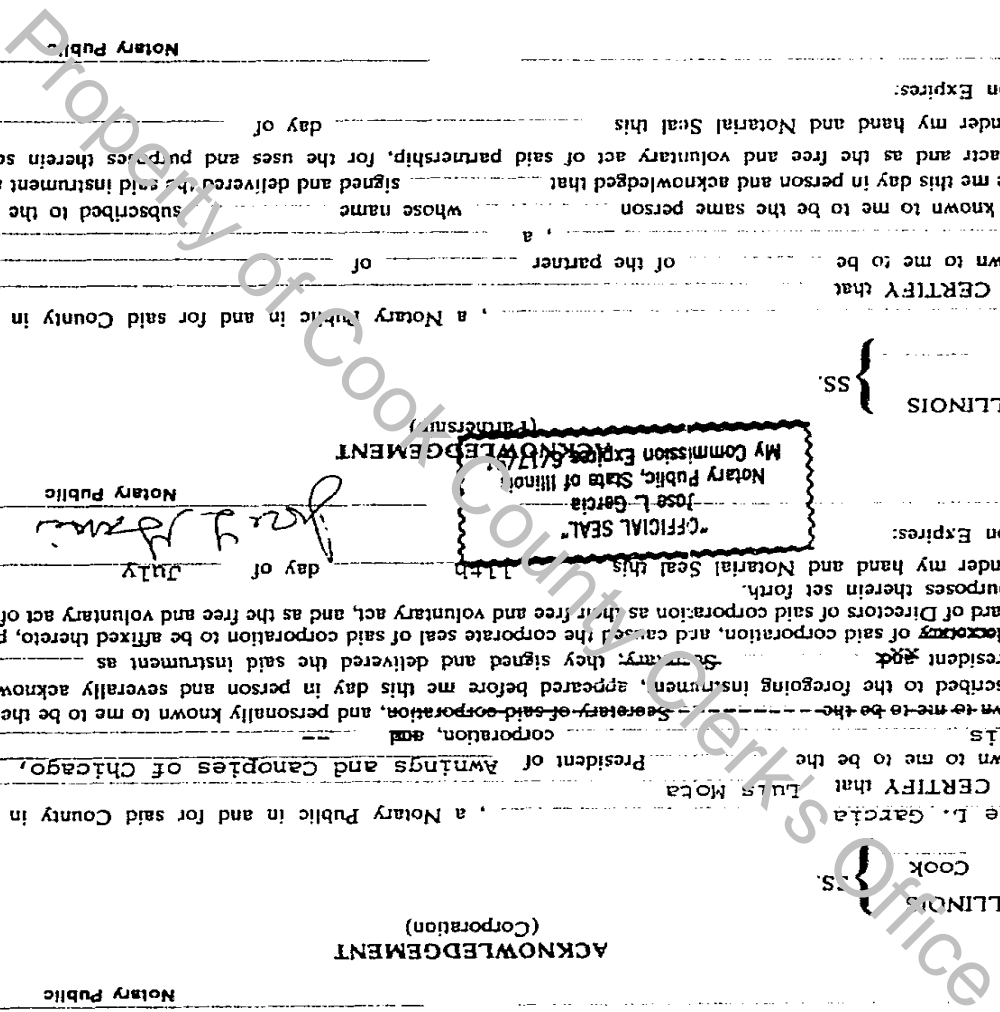 Notary Public
ACKNOWLEDGEMENT
(Corporation)
LLINOIS
Cook
SS.
e L. Garcia , a Notary Public in and for said County in
CERTIFY that Luis Mota
wn to me to be the President of Awnings and Canopies of Chicago,
is corporation, and --
wn to me to be the Secretary of said corporation, and personally known to me to be the
scribed to the foregoing instrumen , appeared before me this day in person and severally acknow
resident and Secretary, they signed and delivered the said instrument as
Secretary of said corporation, and caused the corporate seal of said corporation to be affixed thereto, p
ard of Directors of said corporation as their free and voluntary act, and as the free and voluntary act of
urposes therein set forth.
nder my hand and Notarial Seal this 11th day of July
n Expires:
"OFFICIAL SEAL"
Jose L. Garcia
Notary Public, State of Illinois
My Commission Expires 6/17/
Jose L. Garcia
Notary Public
ACKNOWLEDGEMENT
(Partnership)
LLINOIS
SS.
, a Notary Public in and for said County in
CERTIFY that
wn to me to be of the partner of
, a
known to me to be the same person whose name subscribed to the
e me this day in person and acknowledged that signed and delivered the said instrument a
actr and as the free and voluntary act of said partnership, for the uses and purposes therein se
nder my hand and Notarial Seal this day of
n Expires:
Notary Public
Property of Cook County Clerk's Office